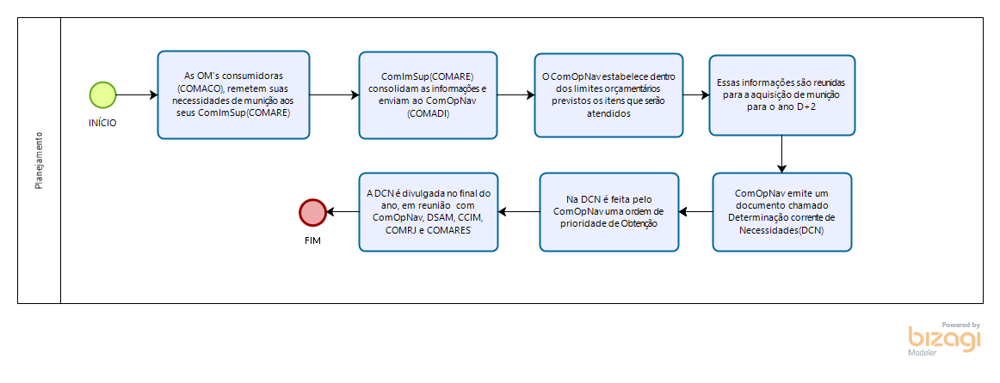 Planejamento
INÍCIO
As OM's consumidoras
(COMACO), remetem suas
necessidades de munição aos
seus ComImSup(COMARE)
ComImSup(COMARE)
consolidam as informações e
enviam ao ComOpNav
(COMADI)
O ComOpNav estabelece dentro
dos limites orçamentários
previstos os itens que serão
atendidos
Essas informações são reunidas
para a aquisição de munição
para o ano D+2
ComOpNav emite um
documento chamado
Determinação corrente de
Necessidades(DCN)
Na DCN é feita pelo
ComOpNav uma ordem de
prioridade de Obtenção
A DCN é divulgada no final do
ano, em reunião com
ComOpNav, DSAM, CCIM,
COMRJ e COMARES
FIM
Powered by
bizagi
Modeler